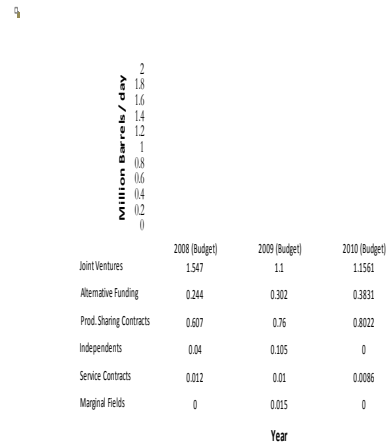 Million Barrels / day
2
1.8
1.6
1.4
1.2
1
0.8
0.6
0.4
0.2
0
2008 (Budget) 2009 (Budget) 2010 (Budget)
Joint Ventures 1.547 1.1 1.1561
Alternative Funding 0.244 0.302 0.3831
Prod. Sharing Contracts 0.607 0.76 0.8022
Independents 0.04 0.105 0
Service Contracts 0.012 0.01 0.0086
Marginal Fields 0 0.015 0
Year